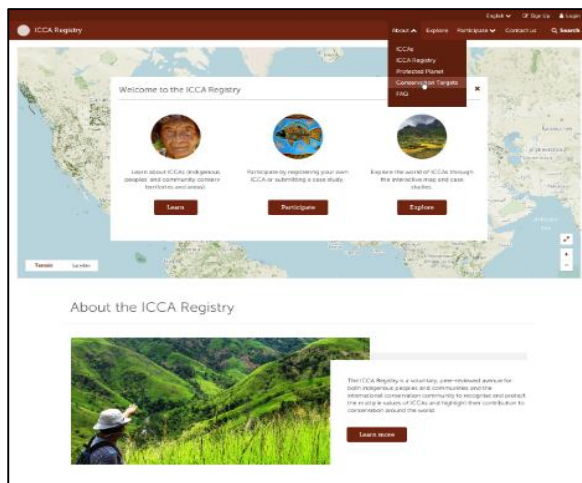 English Sign Up Login
ICCA Registry About Explore Participate Contact us Search
ICCAs
ICCA Registry
Protected Planet
Conservation Targets
FAQ
Welcome to the ICCA Registry
Learn about ICCAs (indigenous
peoples' and community conserv
territories and areas)
Learn
Participate by registering your own
ICCA or submitting a case study.
Participate
Explore the world of ICCAs through
the interactive map and case
studies.
Explore
Terrain Satellite
About the ICCA Registry
The ICCA Registry is a voluntary, peer-reviewed avenue for
both indigenous peoples and communities and the
international conservation community to recognise and protect
the multiple values of ICCAs and highlight their contribution to
conservation around the world
Learn more